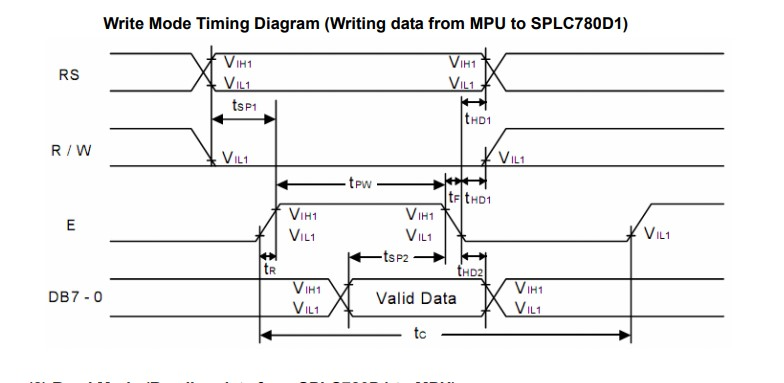 Write Mode Timing Diagram (Writing data from MPU to SPLC780D1)
RS
VIH1 VIH1
VIL1 VIL1
tSP1
tHD1
R / W
VIL1 VIL1
tPW
tF tHD1
E
VIH1 VIH1
VIL1 VIL1 VIL1
tSP2
tR tHD2
DB7 - 0
VIH1 Valid Data VIH1
VIL1 VIL1
tC